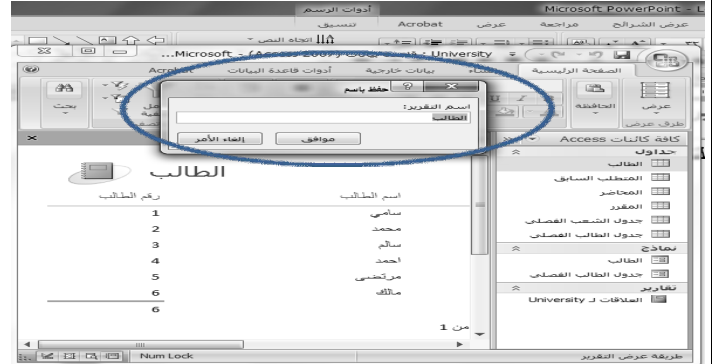 Microsoft PowerPoint - L
أدوات الرسم
عرض الشرائح
مراجعة
عرض
Acrobat
تنسيق
اتجاه النص
University : قاعدة بيانات (Access 2007) - Microsoft...
الصفحة الرئيسية
إنشاء
بيانات خارجية
أدوات قاعدة البيانات
Acrobat
عرض
الحافظة
بحث
طرق عرض
حفظ باسم
اسم التقرير:
الطالب
موافق
إلغاء الأمر
كافة كائنات Access
جداول
الطالب
المتطلب السابق
المحاضر
المقرر
جدول الشعب الفصلي
جدول الطالب الفصلي
نماذج
الطالب
جدول الطالب الفصلي
تقارير
العلاقات لـ University
الطالب
اسم الطالب رقم الطالب
سامي 1
محمد 2
سالم 3
احمد 4
مرتضى 5
مالك 6
6
من 1
طريقة عرض التقرير
Num Lock